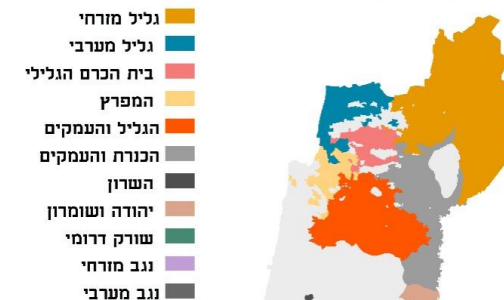 גליל מזרחי
גליל מערבי
בית הכרם הגלילי
המפרץ
הגליל והעמקים
הכנרת והעמקים
השרון
יהודה ושומרון
שורק דרומי
נגב מזרחי
נגב מערבי